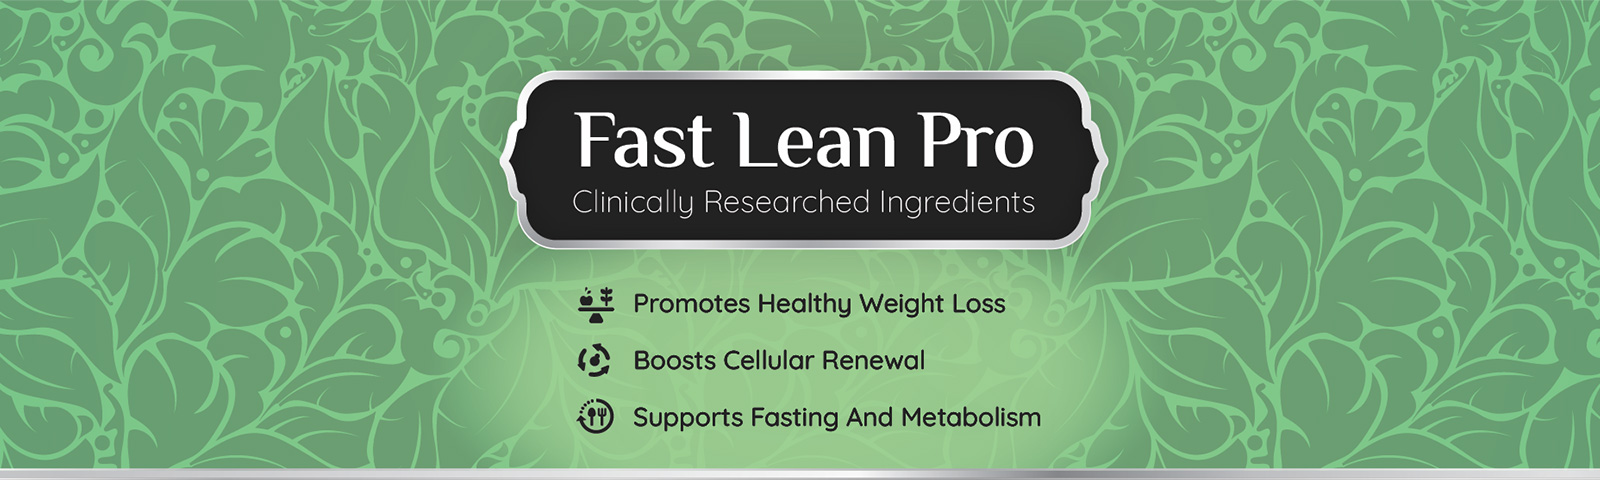 Fast Lean Pro
Clinically Researched Ingredients
Promotes Healthy Weight Loss
Boosts Cellular Renewal
Supports Fasting And Metabolism